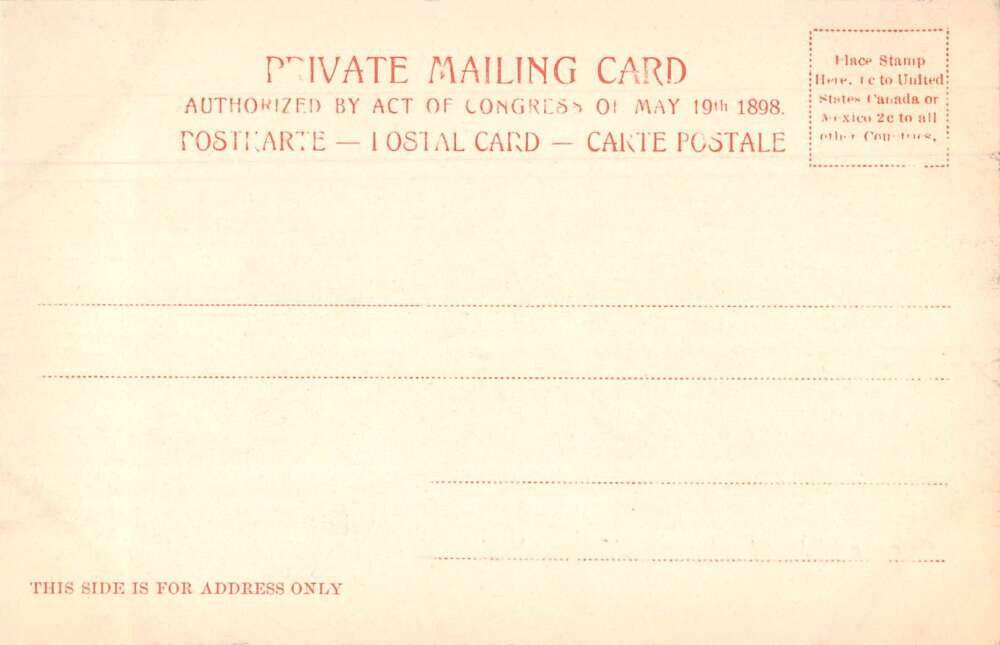 PRIVATE MAILING CARD
AUTHORIZED BY ACT OF CONGRESS OF MAY 19th 1898.
POSTKARTE — POSTAL CARD — CARTE POSTALE
Place Stamp
Here. 1c to United
States Canada or
Mexico 2c to all
other Countries.
THIS SIDE IS FOR ADDRESS ONLY